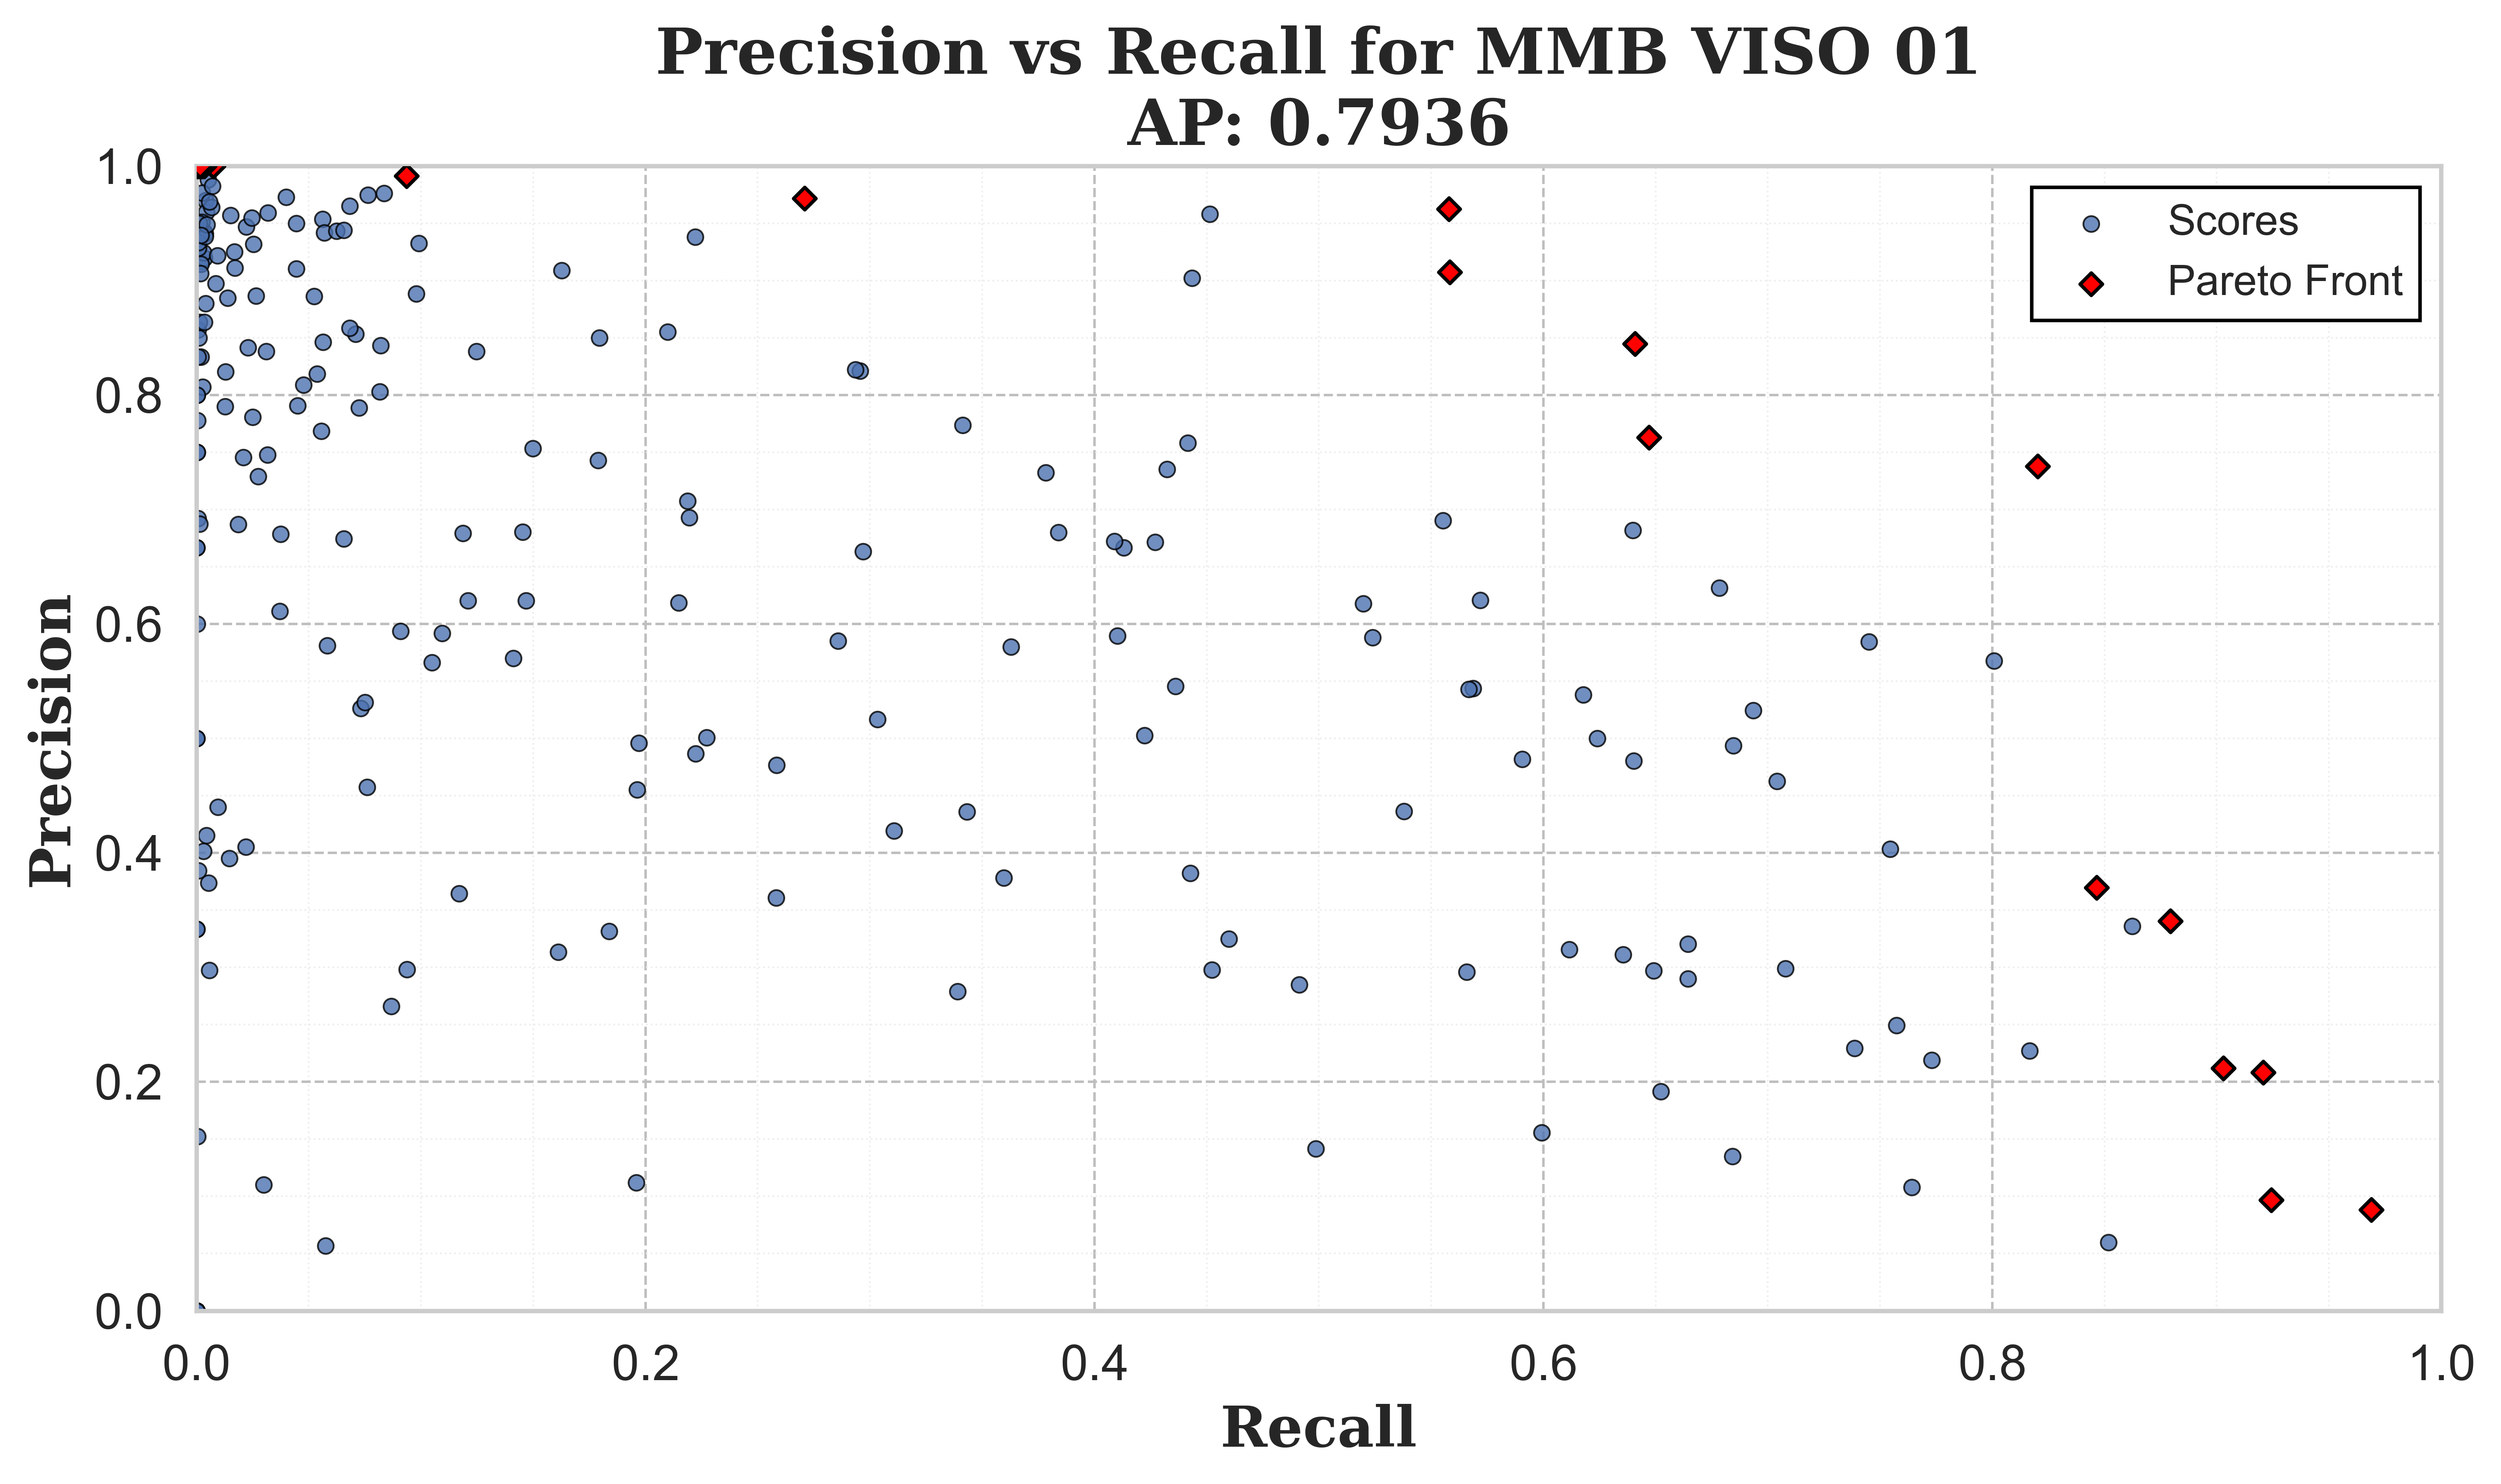 Precision vs Recall for MMB VISO 01
AP: 0.7936
Scores
Pareto Front
Precision
1.0
0.8
0.6
0.4
0.2
0.0
0.0 0.2 0.4 0.6 0.8 1.0
Recall